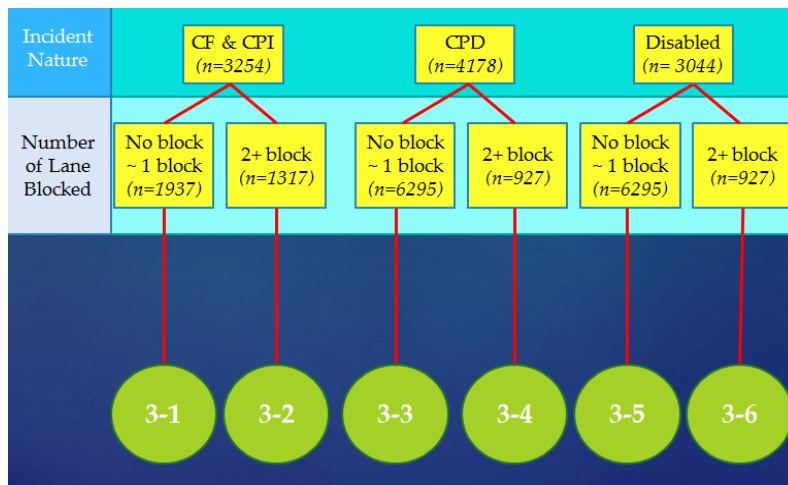 Incident
Nature
CF & CPI
(n=3254)
CPD
(n=4178)
Disabled
(n= 3044)
Number
of Lane
Blocked
No block
~ 1 block
(n=1937)
2+ block
(n=1317)
No block
~ 1 block
(n=6295)
2+ block
(n=927)
No block
~ 1 block
(n=6295)
2+ block
(n=927)
3-1
3-2
3-3
3-4
3-5
3-6